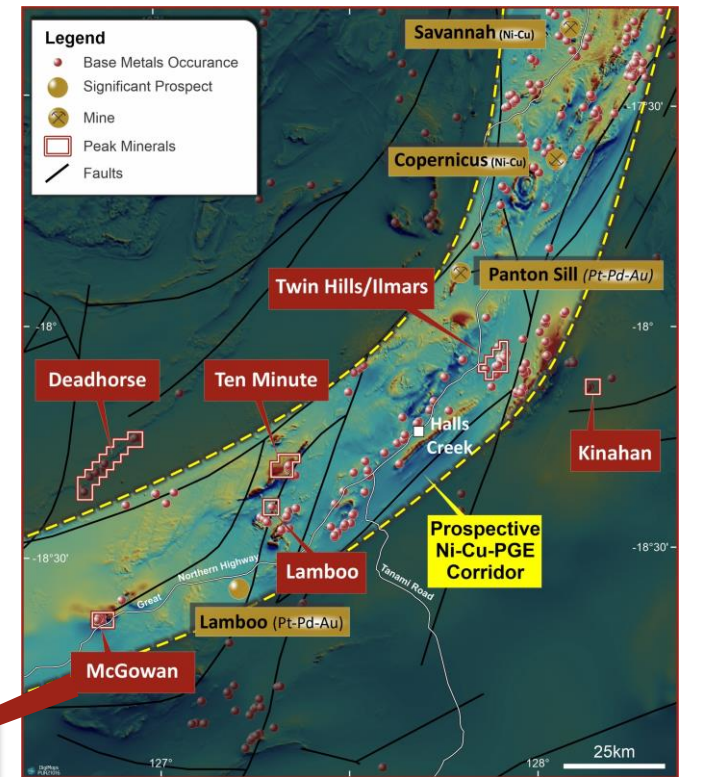 Legend
Base Metals Occurance
Significant Prospect
Mine
Peak Minerals
Faults
Savannah (Ni-Cu)
-17°30'
Copernicus (Ni-Cu)
Panton Sill (Pt-Pd-Au)
Twin Hills/Ilmars
-18°
-18°
Deadhorse
Ten Minute
Halls
Creek
Kinahan
Prospective
Ni-Cu-PGE
Corridor
-18°30'
-18°30'
Lamboo
Great Northern Highway
Tanami Road
Lamboo (Pt-Pd-Au)
McGowan
127°
128°
25km
DigiMaps